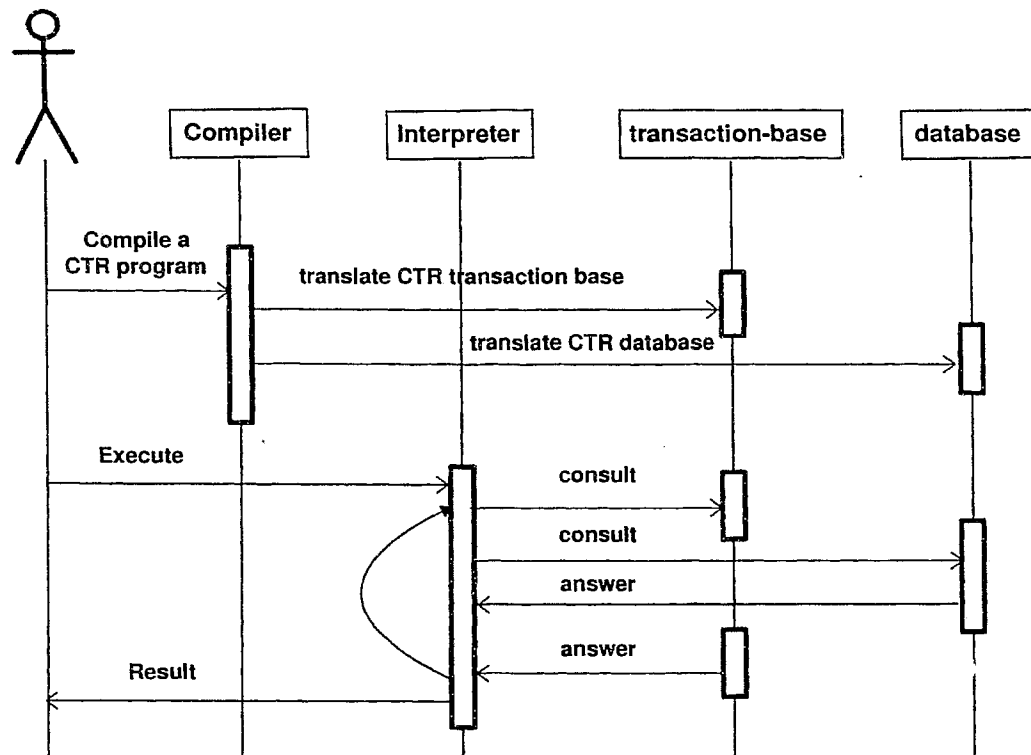 Compiler
Interpreter
transaction-base
database
Compile a
CTR program
translate CTR transaction base
translate CTR database
Execute
consult
consult
answer
answer
Result